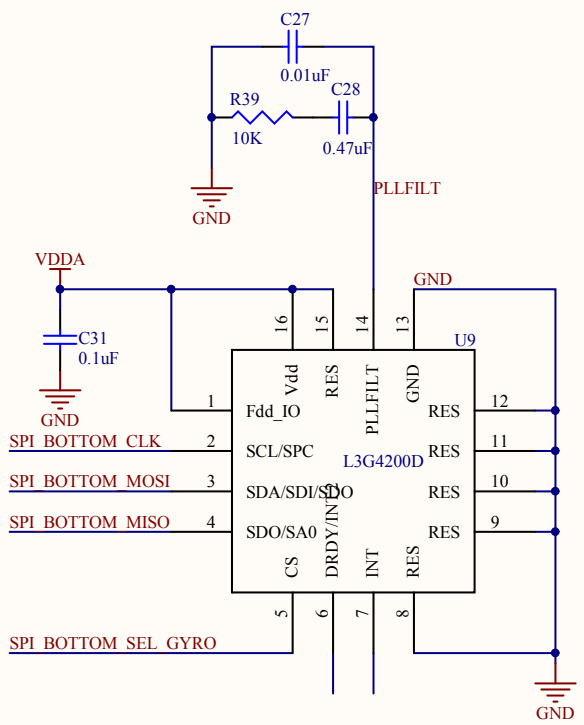 C27
0.01uF
C28
R39
10K
0.47uF
PLLFILT
GND
VDDA
GND
C31
0.1uF
GND
U9
16
15
14
13
Vdd
RES
PLLFILT
GND
1
Fdd_IO
RES
12
SPI_BOTTOM_CLK
2
SCL/SPC
RES
11
L3G4200D
SPI_BOTTOM_MOSI
3
SDA/SDI/SDO
RES
10
SPI_BOTTOM_MISO
4
SDO/SA0
RES
9
CS
DRDY/INT2
INT
RES
5
6
7
8
SPI_BOTTOM_SEL_GYRO
GND